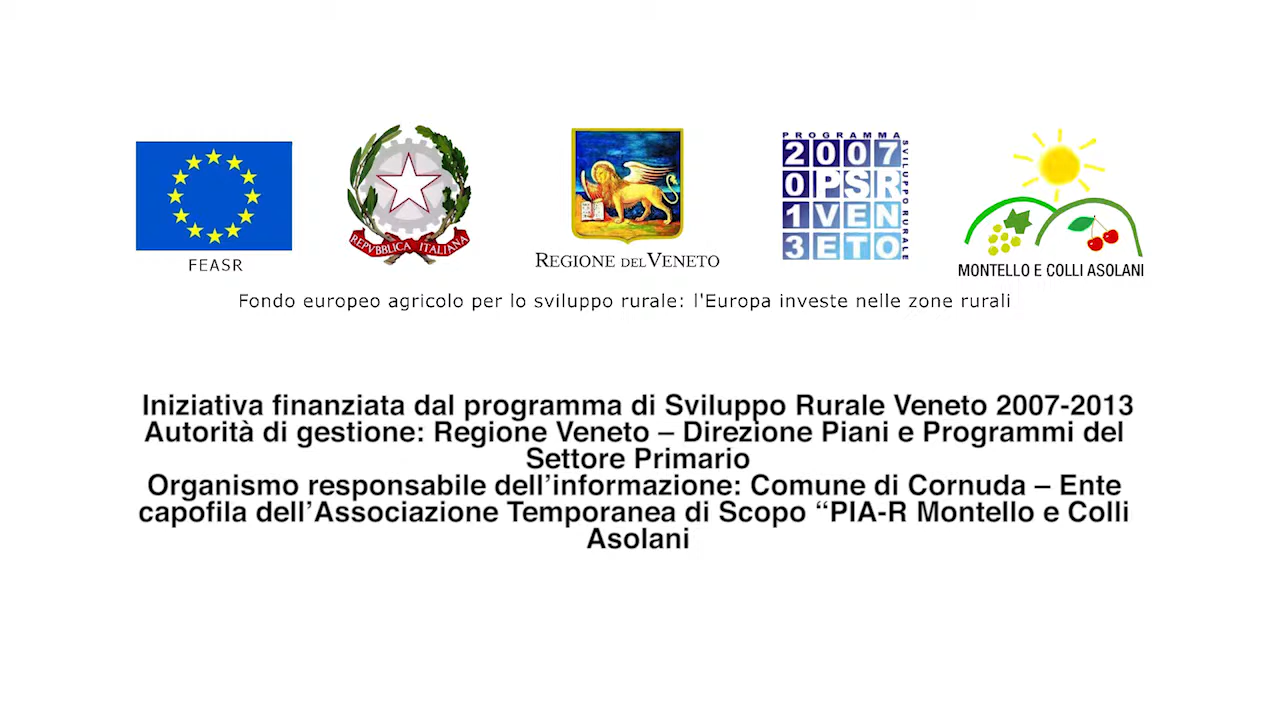 FEASR
REPVBBLICA ITALIANA
REGIONE DEL VENETO
PROGRAMMA
SVILUPPO RURALE
2007
0PSR
1VEN
3ETO
MONTELLO E COLLI ASOLANI
Fondo europeo agricolo per lo sviluppo rurale: l'Europa investe nelle zone rurali
Iniziativa finanziata dal programma di Sviluppo Rurale Veneto 2007-2013
Autorità di gestione: Regione Veneto – Direzione Piani e Programmi del
Settore Primario
Organismo responsabile dell’informazione: Comune di Cornuda – Ente
capofila dell’Associazione Temporanea di Scopo “PIA-R Montello e Colli
Asolani